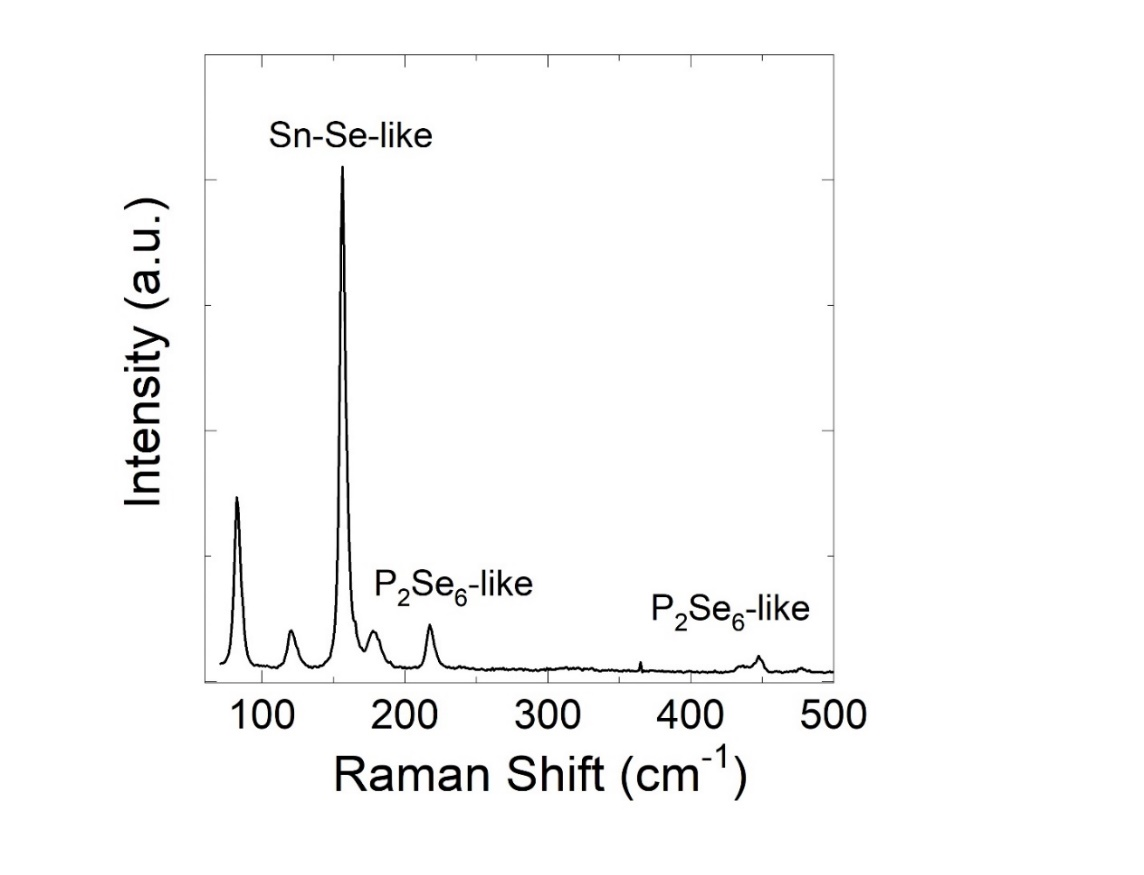 Sn-Se-like
Intensity (a.u.)
P₂Se₆-like
P₂Se₆-like
100 200 300 400 500
Raman Shift (cm⁻¹)